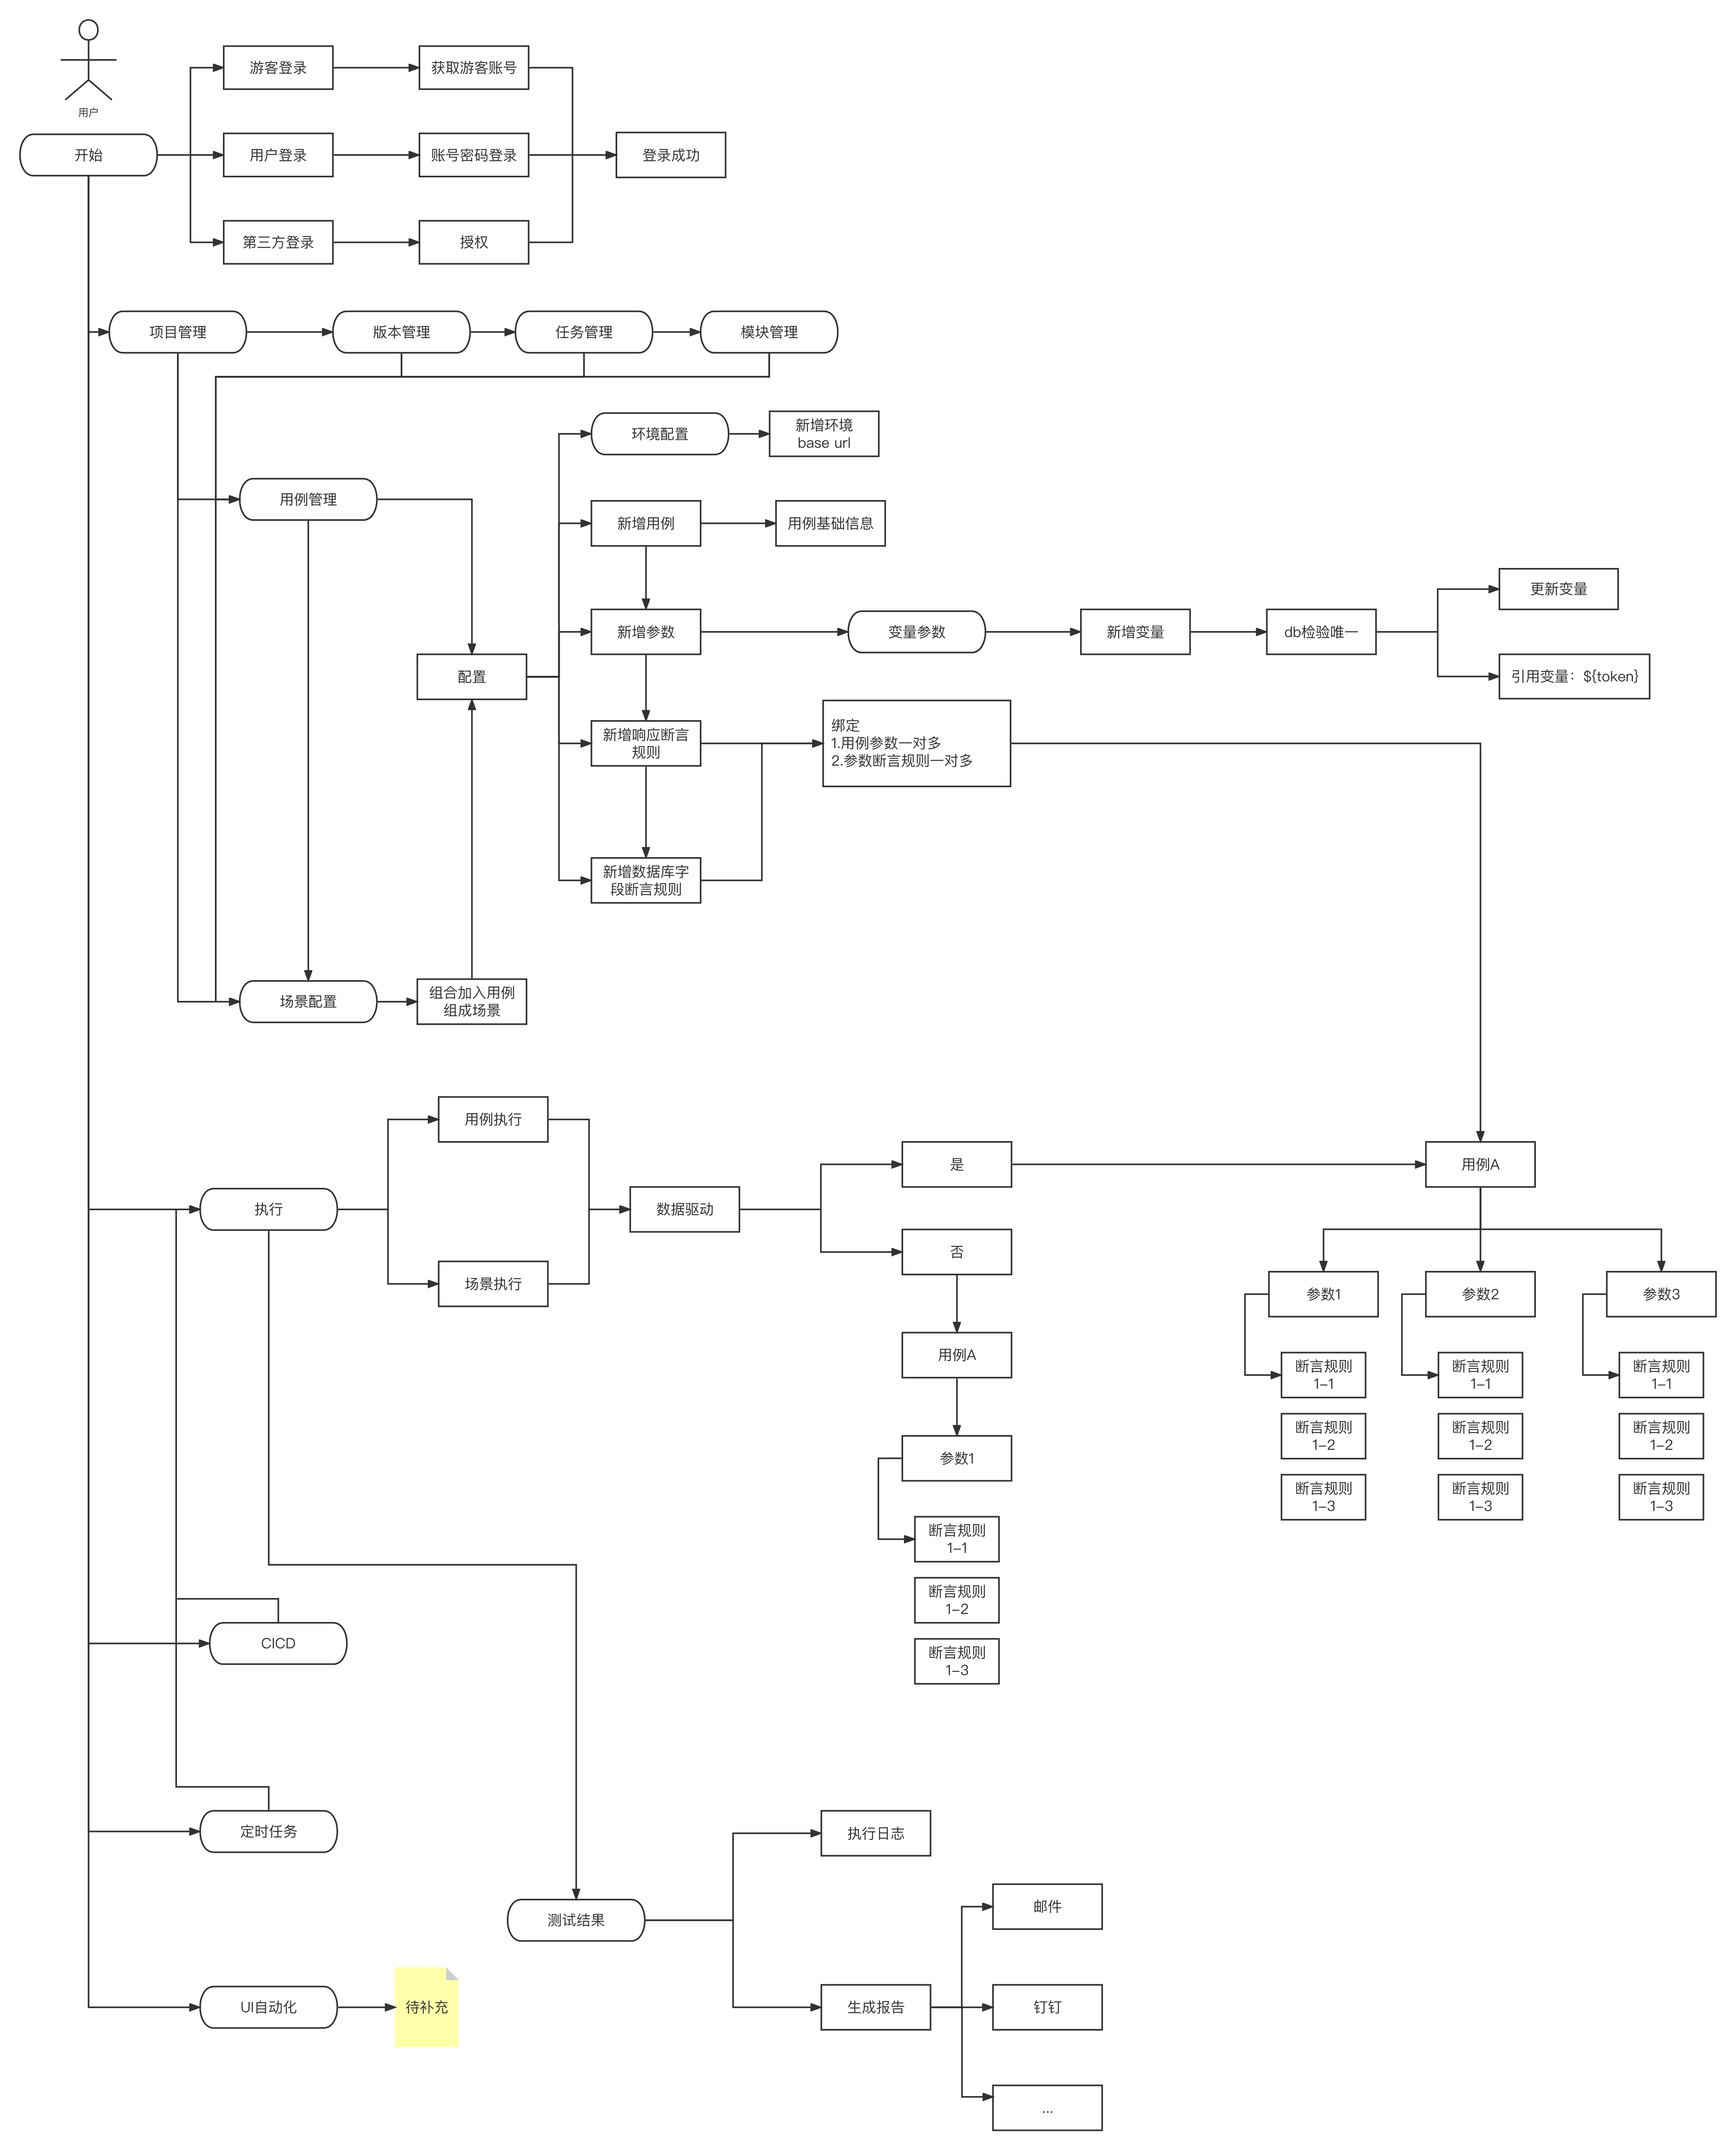 用户
开始
游客登录
获取游客账号
用户登录
账号密码登录
登录成功
第三方登录
授权
项目管理
版本管理
任务管理
模块管理
环境配置
新增环境
base url
用例管理
新增用例
用例基础信息
更新变量
新增参数
变量参数
新增变量
db检验唯一
配置
引用变量：${token}
新增响应断言
规则
绑定
1.用例参数一对多
2.参数断言规则一对多
新增数据库字
段断言规则
场景配置
组合加入用例
组成场景
用例执行
是
用例A
执行
数据驱动
否
场景执行
参数1
参数2
参数3
用例A
断言规则
1–1
断言规则
1–1
断言规则
1–1
断言规则
1–2
断言规则
1–2
断言规则
1–2
参数1
断言规则
1–3
断言规则
1–3
断言规则
1–3
断言规则
1–1
断言规则
1–2
断言规则
1–3
CICD
定时任务
执行日志
测试结果
邮件
UI自动化
待补充
生成报告
钉钉
...